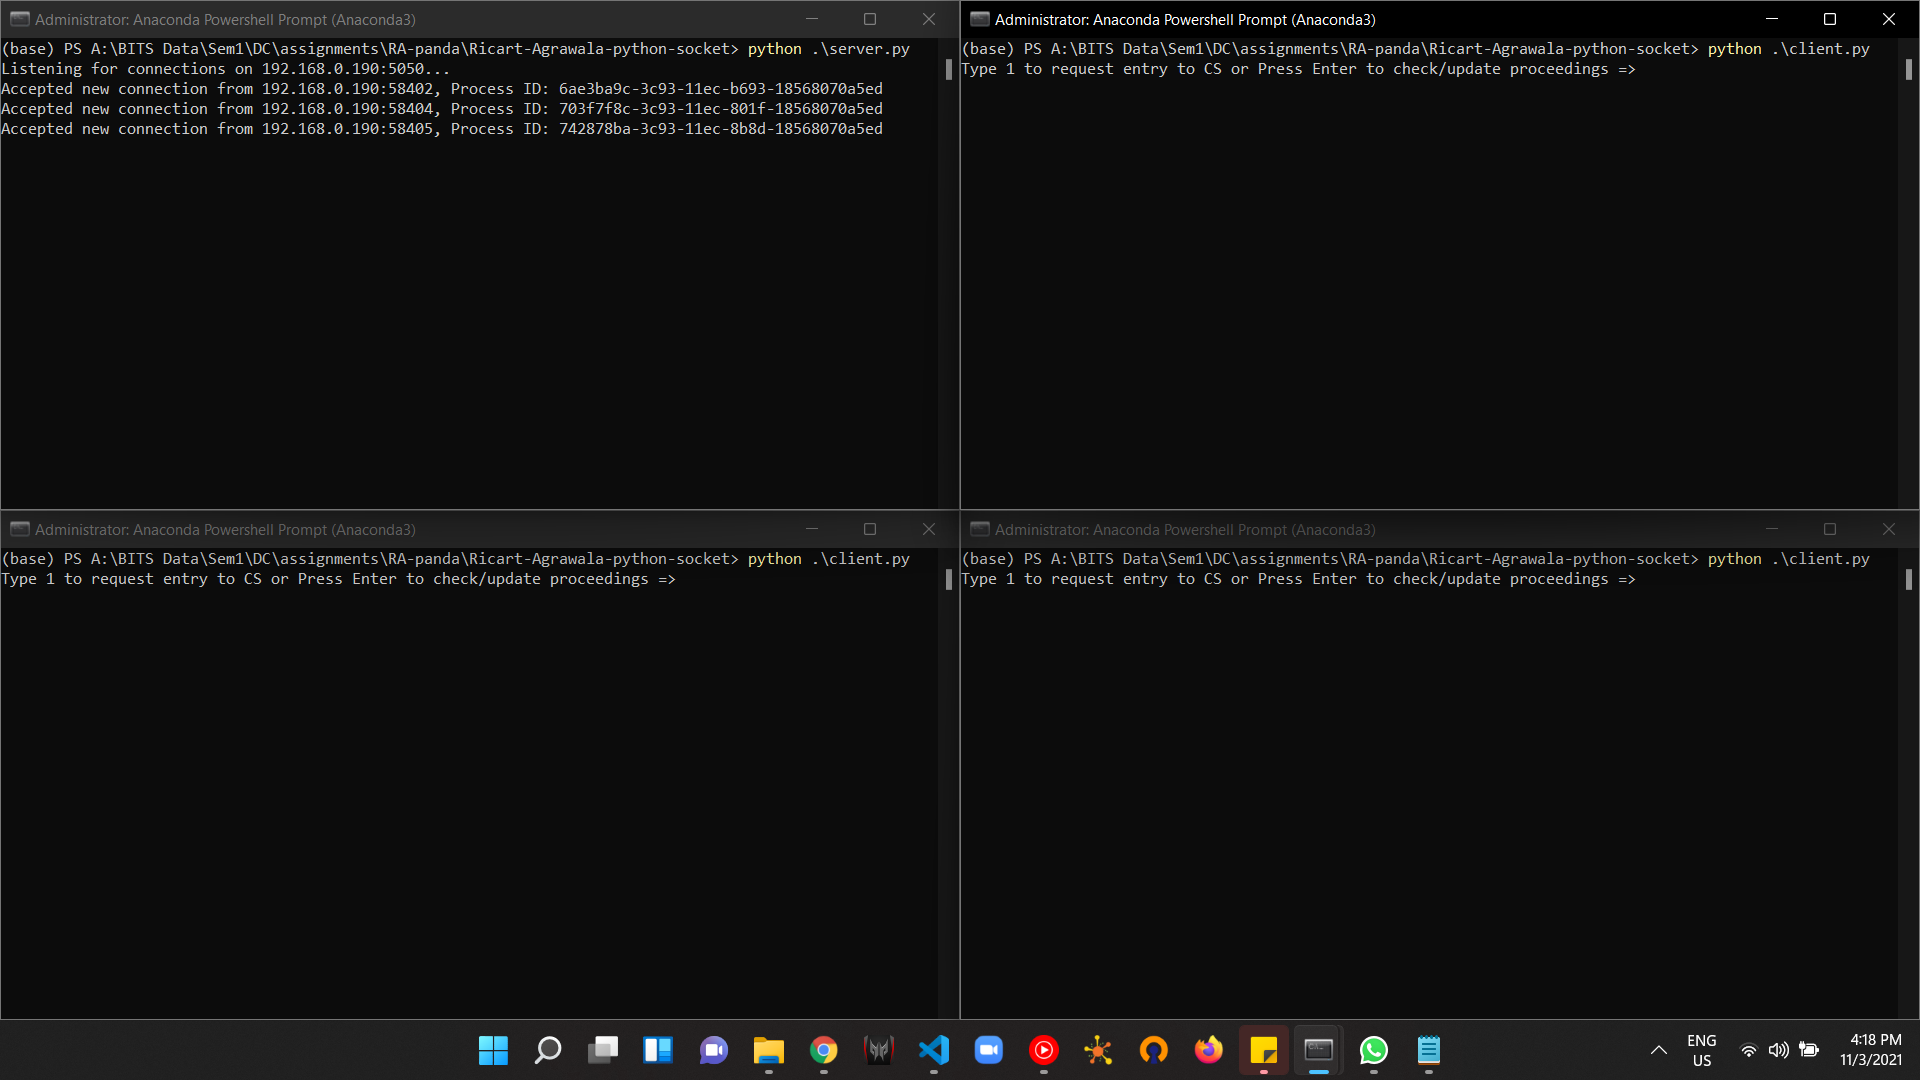 Administrator: Anaconda Powershell Prompt (Anaconda3)
(base) PS A:\BITS Data\Sem1\DC\assignments\RA-panda\Ricart-Agrawala-python-socket> python .\server.py
Listening for connections on 192.168.0.190:5050...
Accepted new connection from 192.168.0.190:58402, Process ID: 6ae3ba9c-3c93-11ec-b693-18568070a5ed
Accepted new connection from 192.168.0.190:58404, Process ID: 703f7f8c-3c93-11ec-801f-18568070a5ed
Accepted new connection from 192.168.0.190:58405, Process ID: 742878ba-3c93-11ec-8b8d-18568070a5ed
Administrator: Anaconda Powershell Prompt (Anaconda3)
(base) PS A:\BITS Data\Sem1\DC\assignments\RA-panda\Ricart-Agrawala-python-socket> python .\client.py
Type 1 to request entry to CS or Press Enter to check/update proceedings =>
Administrator: Anaconda Powershell Prompt (Anaconda3)
(base) PS A:\BITS Data\Sem1\DC\assignments\RA-panda\Ricart-Agrawala-python-socket> python .\client.py
Type 1 to request entry to CS or Press Enter to check/update proceedings =>
Administrator: Anaconda Powershell Prompt (Anaconda3)
(base) PS A:\BITS Data\Sem1\DC\assignments\RA-panda\Ricart-Agrawala-python-socket> python .\client.py
Type 1 to request entry to CS or Press Enter to check/update proceedings =>
ENG
US
4:18 PM
11/3/2021